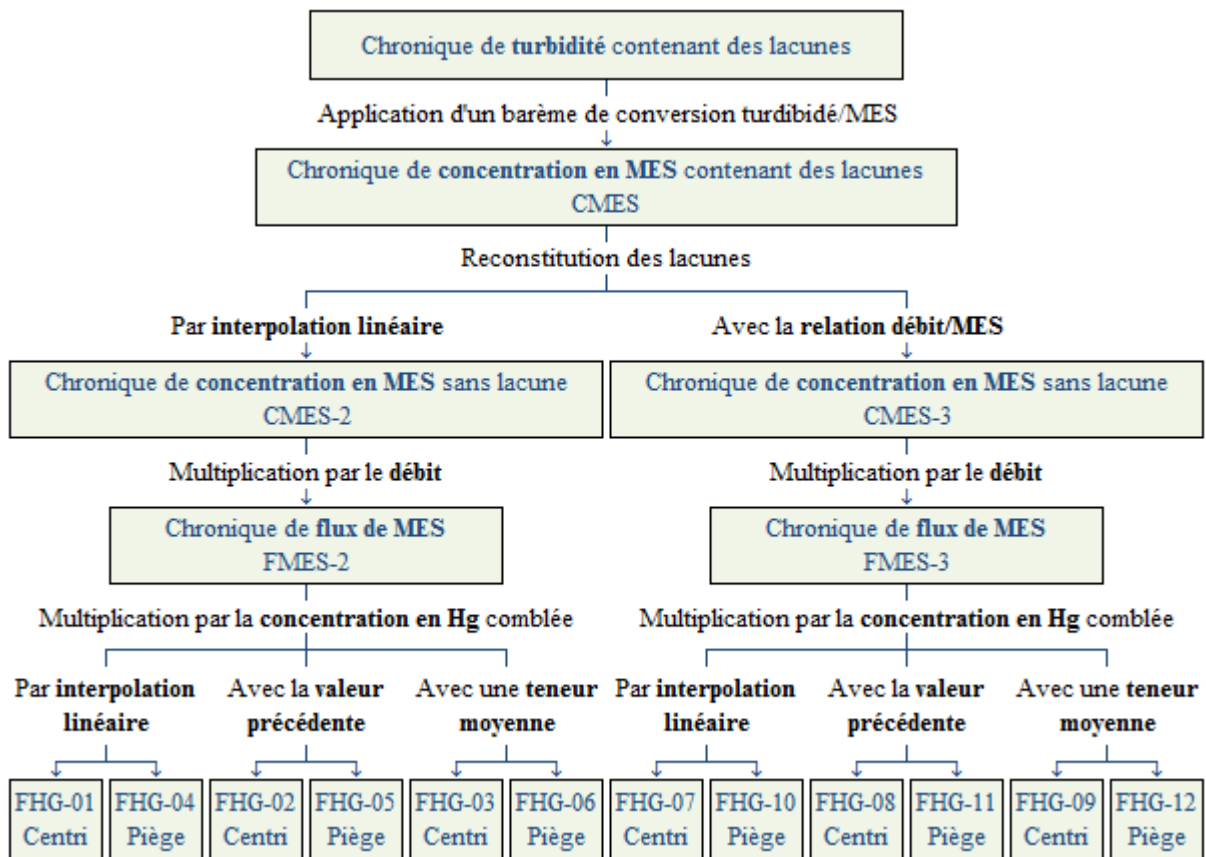 Chronique de turbidité contenant des lacunes
Application d'un barème de conversion turdibidé/MES
Chronique de concentration en MES contenant des lacunes
CMES
Reconstitution des lacunes
Par interpolation linéaire
Avec la relation débit/MES
Chronique de concentration en MES sans lacune
CMES-2
Chronique de concentration en MES sans lacune
CMES-3
Multiplication par le débit
Multiplication par le débit
Chronique de flux de MES
FMES-2
Chronique de flux de MES
FMES-3
Multiplication par la concentration en Hg comblée
Multiplication par la concentration en Hg comblée
Par interpolation
linéaire
Avec la valeur
précédente
Avec une teneur
moyenne
Par interpolation
linéaire
Avec la valeur
précédente
Avec une teneur
moyenne
FHG-01
Centri
FHG-04
Piège
FHG-02
Centri
FHG-05
Piège
FHG-03
Centri
FHG-06
Piège
FHG-07
Centri
FHG-10
Piège
FHG-08
Centri
FHG-11
Piège
FHG-09
Centri
FHG-12
Piège